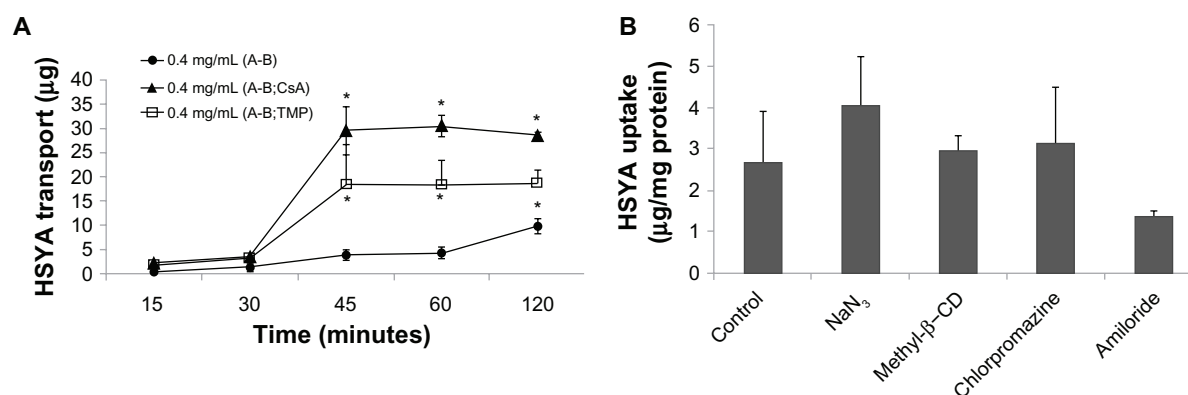 A
0.4 mg/mL (A-B)
0.4 mg/mL (A-B;CsA)
0.4 mg/mL (A-B;TMP)
HSYA transport (µg)
40
35
30
25
20
15
10
5
0
* * *
* * *
15 30 45 60 120
Time (minutes)
B
HSYA uptake
(µg/mg protein)
6
5
4
3
2
1
0
Control
NaN₃
Methyl-β−CD
Chlorpromazine
Amiloride